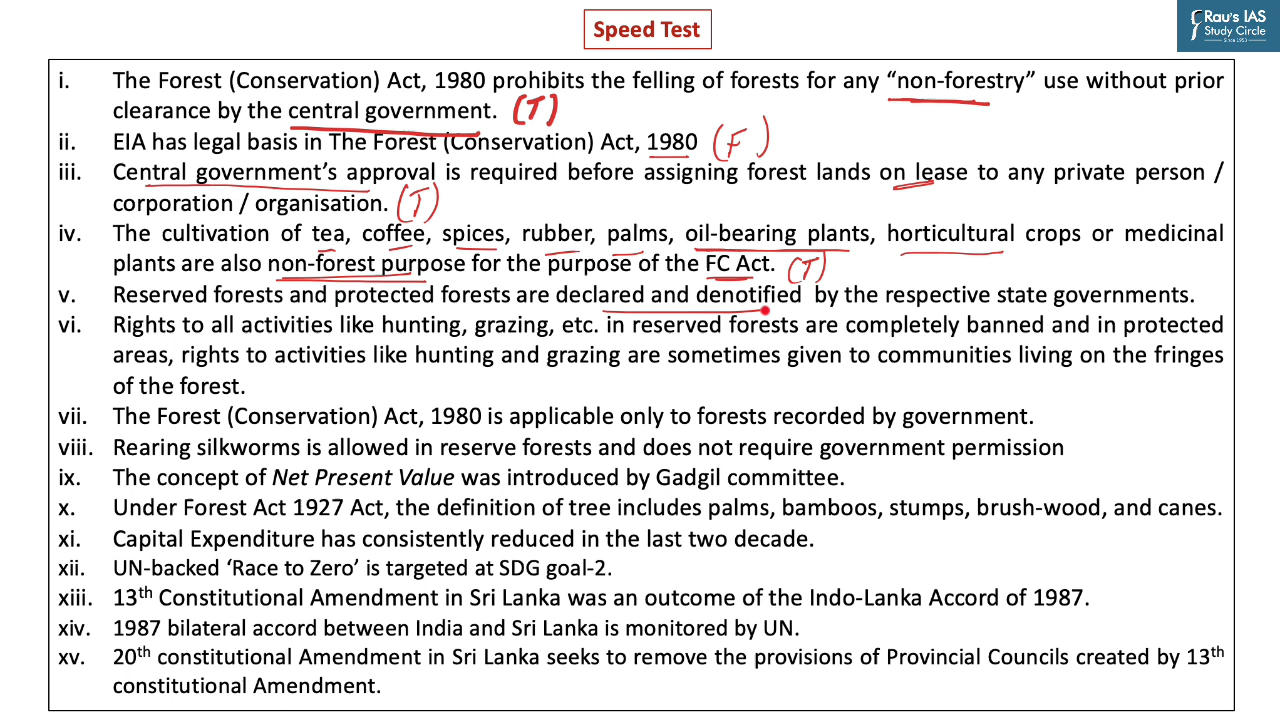 Speed Test
Rau's IAS
Study Circle
Since 1953
i. The Forest (Conservation) Act, 1980 prohibits the felling of forests for any “non-forestry” use without prior
clearance by the central government. (T)
ii. EIA has legal basis in The Forest (Conservation) Act, 1980 (F)
iii. Central government’s approval is required before assigning forest lands on lease to any private person /
corporation / organisation. (T)
iv. The cultivation of tea, coffee, spices, rubber, palms, oil-bearing plants, horticultural crops or medicinal
plants are also non-forest purpose for the purpose of the FC Act. (T)
v. Reserved forests and protected forests are declared and denotified by the respective state governments.
vi. Rights to all activities like hunting, grazing, etc. in reserved forests are completely banned and in protected
areas, rights to activities like hunting and grazing are sometimes given to communities living on the fringes
of the forest.
vii. The Forest (Conservation) Act, 1980 is applicable only to forests recorded by government.
viii. Rearing silkworms is allowed in reserve forests and does not require government permission
ix. The concept of Net Present Value was introduced by Gadgil committee.
x. Under Forest Act 1927 Act, the definition of tree includes palms, bamboos, stumps, brush-wood, and canes.
xi. Capital Expenditure has consistently reduced in the last two decade.
xii. UN-backed ‘Race to Zero’ is targeted at SDG goal-2.
xiii. 13th Constitutional Amendment in Sri Lanka was an outcome of the Indo-Lanka Accord of 1987.
xiv. 1987 bilateral accord between India and Sri Lanka is monitored by UN.
xv. 20th constitutional Amendment in Sri Lanka seeks to remove the provisions of Provincial Councils created by 13th
constitutional Amendment.